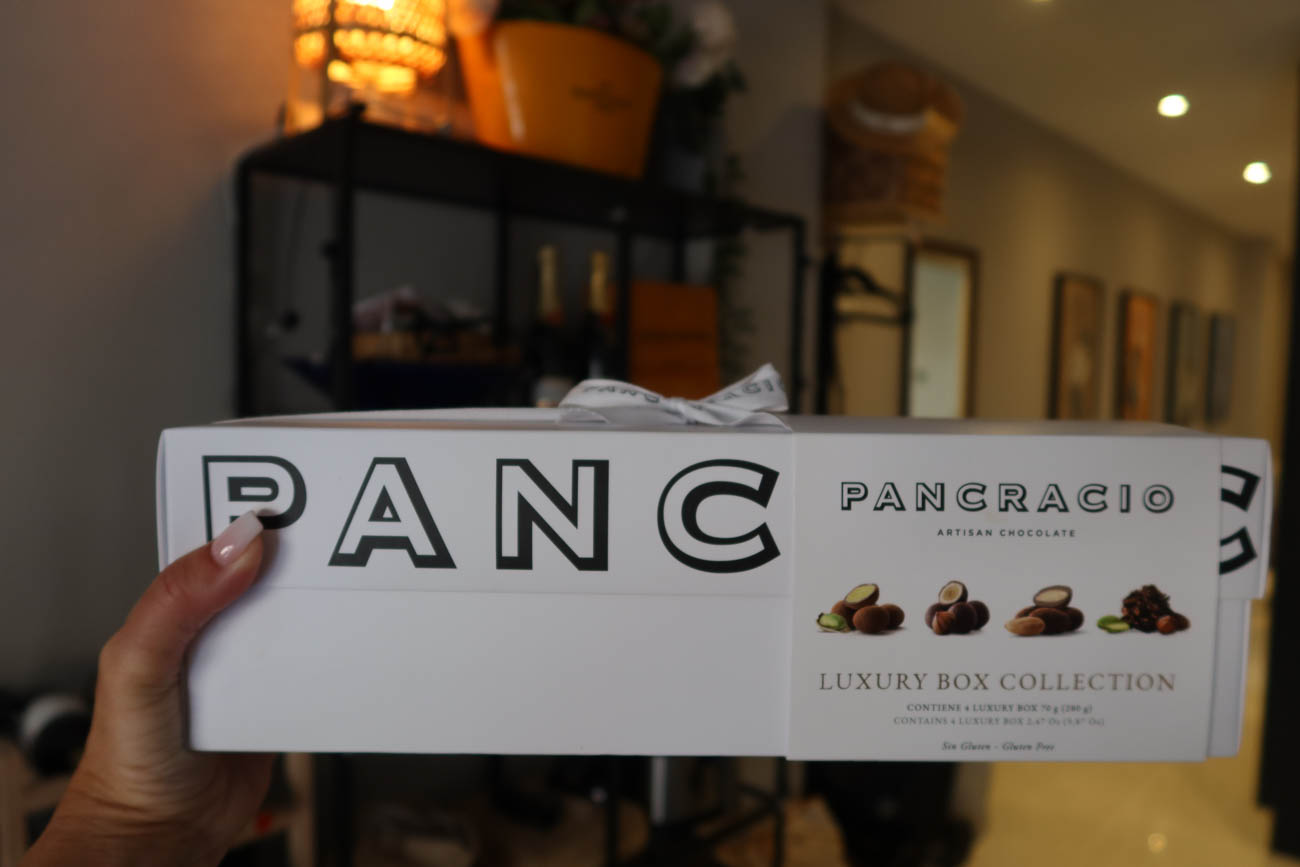 PANC
PANCRACIO
ARTISAN CHOCOLATE
LUXURY BOX COLLECTION
CONTIENE 4 LUXURY BOX 70 g (280 g)
CONTAINS 4 LUXURY BOX 2,47 Oz (9,87 Oz)
Sin Gluten - Gluten Free